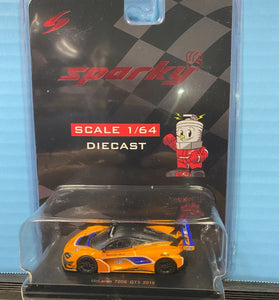 sparky
SCALE 1/64
DIECAST
McLaren 720S GT3 2019